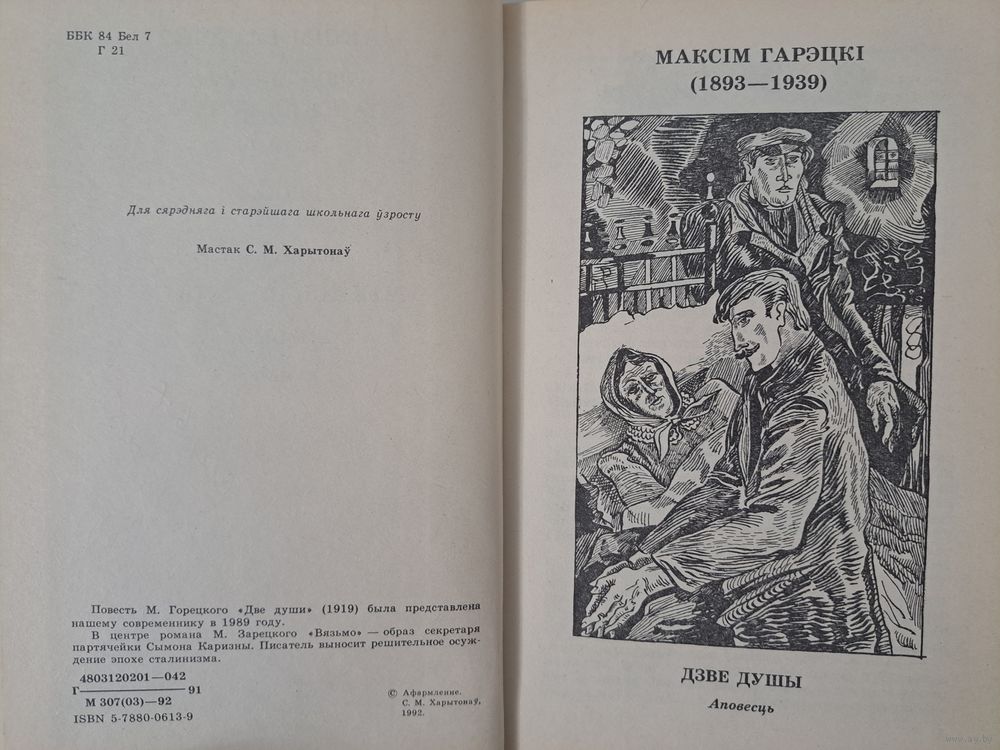 ББК 84 Бел 7
Г 21
Для сярэдняга і старэйшага школьнага ўзросту
Мастак С. М. Харытонаў
Повесть М. Горецкого «Две души» (1919) была представлена
нашему современнику в 1989 году.
В центре романа М. Зарецкого «Вязьмо» — образ секретаря
партячейки Сымона Каризны. Писатель выносит решительное осуж-
дение эпохе сталинизма.
4803120201—042
Г———————— 91
М 307(03)—92
ISBN 5-7880-0613-9
© Афармленне.
С. М. Харытонаў,
1992.
МАКСІМ ГАРЭЦКІ
(1893—1939)
ДЗВЕ ДУШЫ
Аповесць
www.ay.by